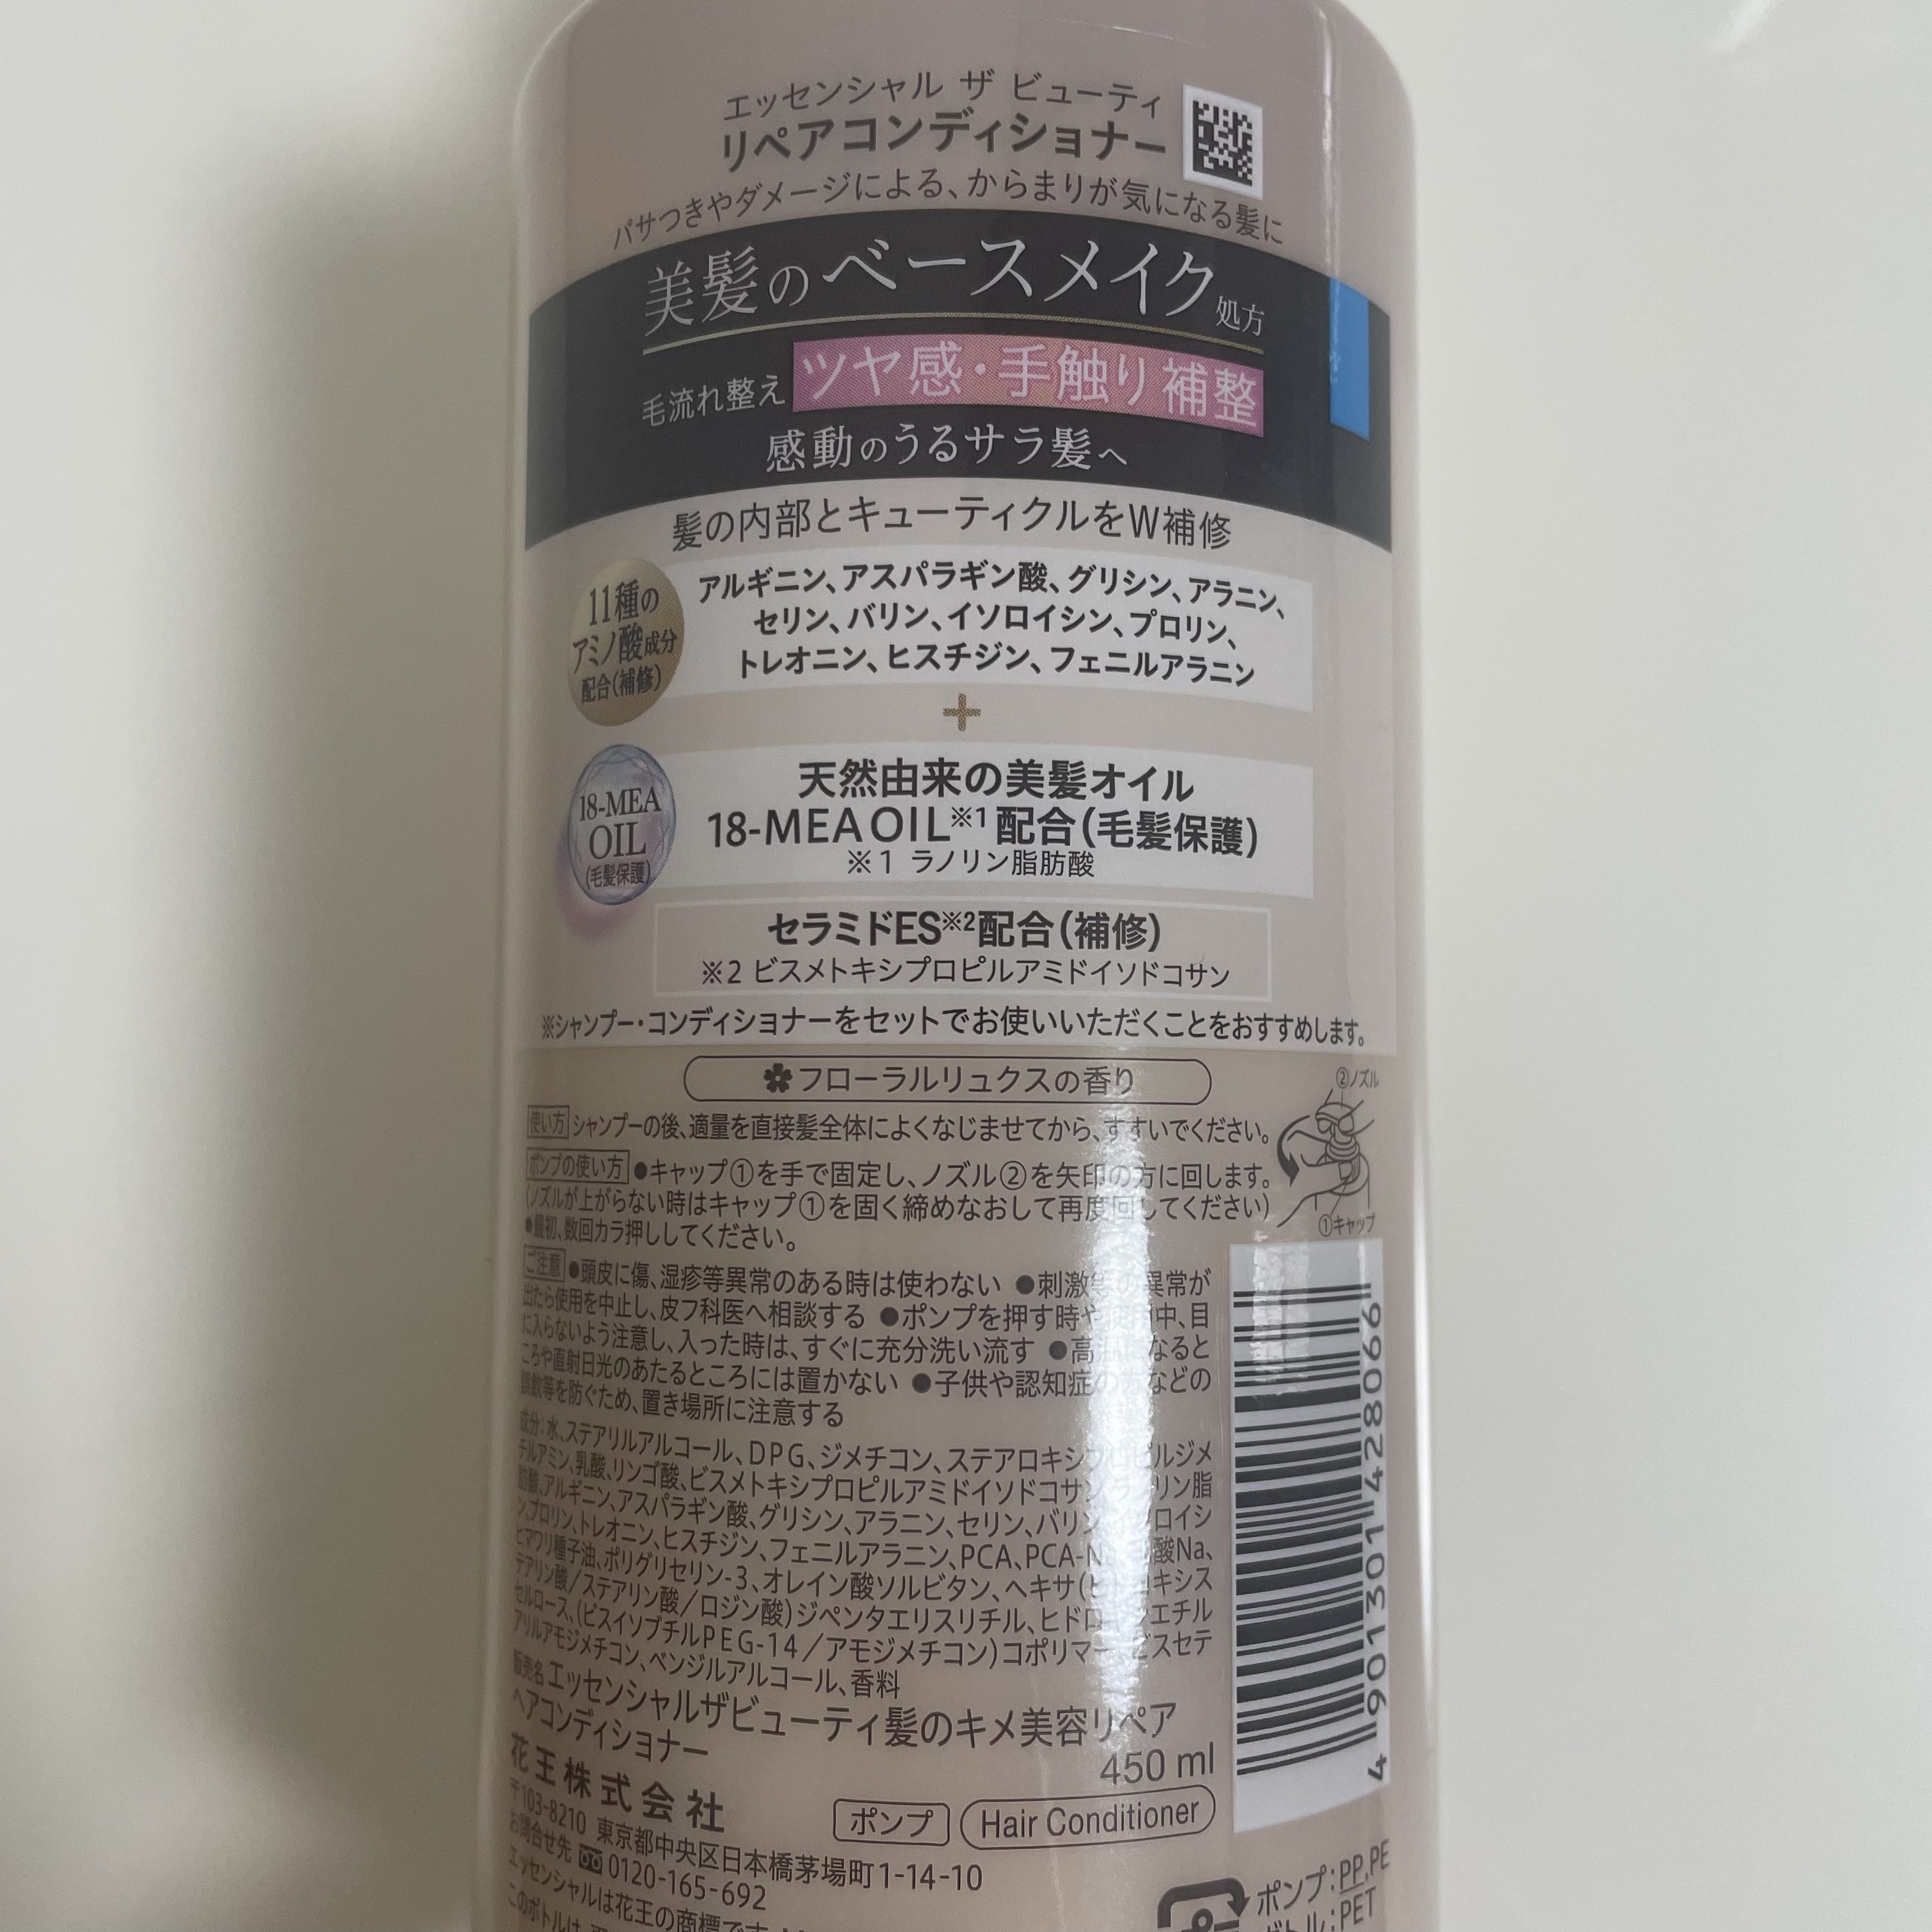 エッセンシャル ザ ビューティ
リペアコンディショナー
パサつきやダメージによる、からまりが気になる髪に
美髪のベースメイク処方
毛流れ整え ツヤ感・手触り補整
感動のうるサラ髪へ
髪の内部とキューティクルをW補修
11種の
アミノ酸成分
配合(補修)
アルギニン、アスパラギン酸、グリシン、アラニン、
セリン、バリン、イソロイシン、プロリン、
トレオニン、ヒスチジン、フェニルアラニン
+
18-MEA
OIL
(毛髪保護)
天然由来の美髪オイル
18-MEA OIL※1配合(毛髪保護)
※1 ラノリン脂肪酸
セラミドES※2配合(補修)
※2 ビスメトキシプロピルアミドイソドコサン
※シャンプー・コンディショナーをセットでお使いいただくことをおすすめします。
フローラルリュクスの香り
使い方 シャンプーの後、適量を直接髪全体によくなじませてから、すすいでください。
ポンプの使い方 ●キャップ①を手で固定し、ノズル②を矢印の方に回します。
(ノズルが上がらない時はキャップ①を固く締めなおして再度回してください)
●最初、数回カラ押ししてください。
②ノズル
①キャップ
ご注意 ●頭皮に傷、湿疹等異常のある時は使わない ●刺激等の異常が
出たら使用を中止し、皮フ科医へ相談する ●ポンプを押す時や使用中、目
に入らないよう注意し、入った時は、すぐに充分洗い流す ●高温になると
ころや直射日光のあたるところには置かない ●子供や認知症の方などの
誤飲等を防ぐため、置き場所に注意する
成分:水、ステアリルアルコール、DPG、ジメチコン、ステアロキシプロピルジメ
チルアミン、乳酸、リンゴ酸、ビスメトキシプロピルアミドイソドコサン、ラノリン脂
肪酸、アルギニン、アスパラギン酸、グリシン、アラニン、セリン、バリン、イソロイシ
ン、プロリン、トレオニン、ヒスチジン、フェニルアラニン、PCA、PCA-Na、乳酸Na、
ヒマワリ種子油、ポリグリセリン-3、オレイン酸ソルビタン、ヘキサ(ヒドロキシス
テアリン酸/ステアリン酸/ロジン酸)ジペンタエリスリチル、ヒドロキシエチル
セルロース、(ビスイソブチルPEG-14/アモジメチコン)コポリマー、ビスセテ
アリルアモジメチコン、ベンジルアルコール、香料
販売名 エッセンシャルザビューティ髪のキメ美容リペア
ヘアコンディショナー
450 ml
花王株式会社
ポンプ Hair Conditioner
〒103-8210 東京都中央区日本橋茅場町1-14-10
お問合せ先 0120-165-692
エッセンシャルは花王の商標です
このボトルは
4 901301 428066
ポンプ:PP,PE
ボトル:PET